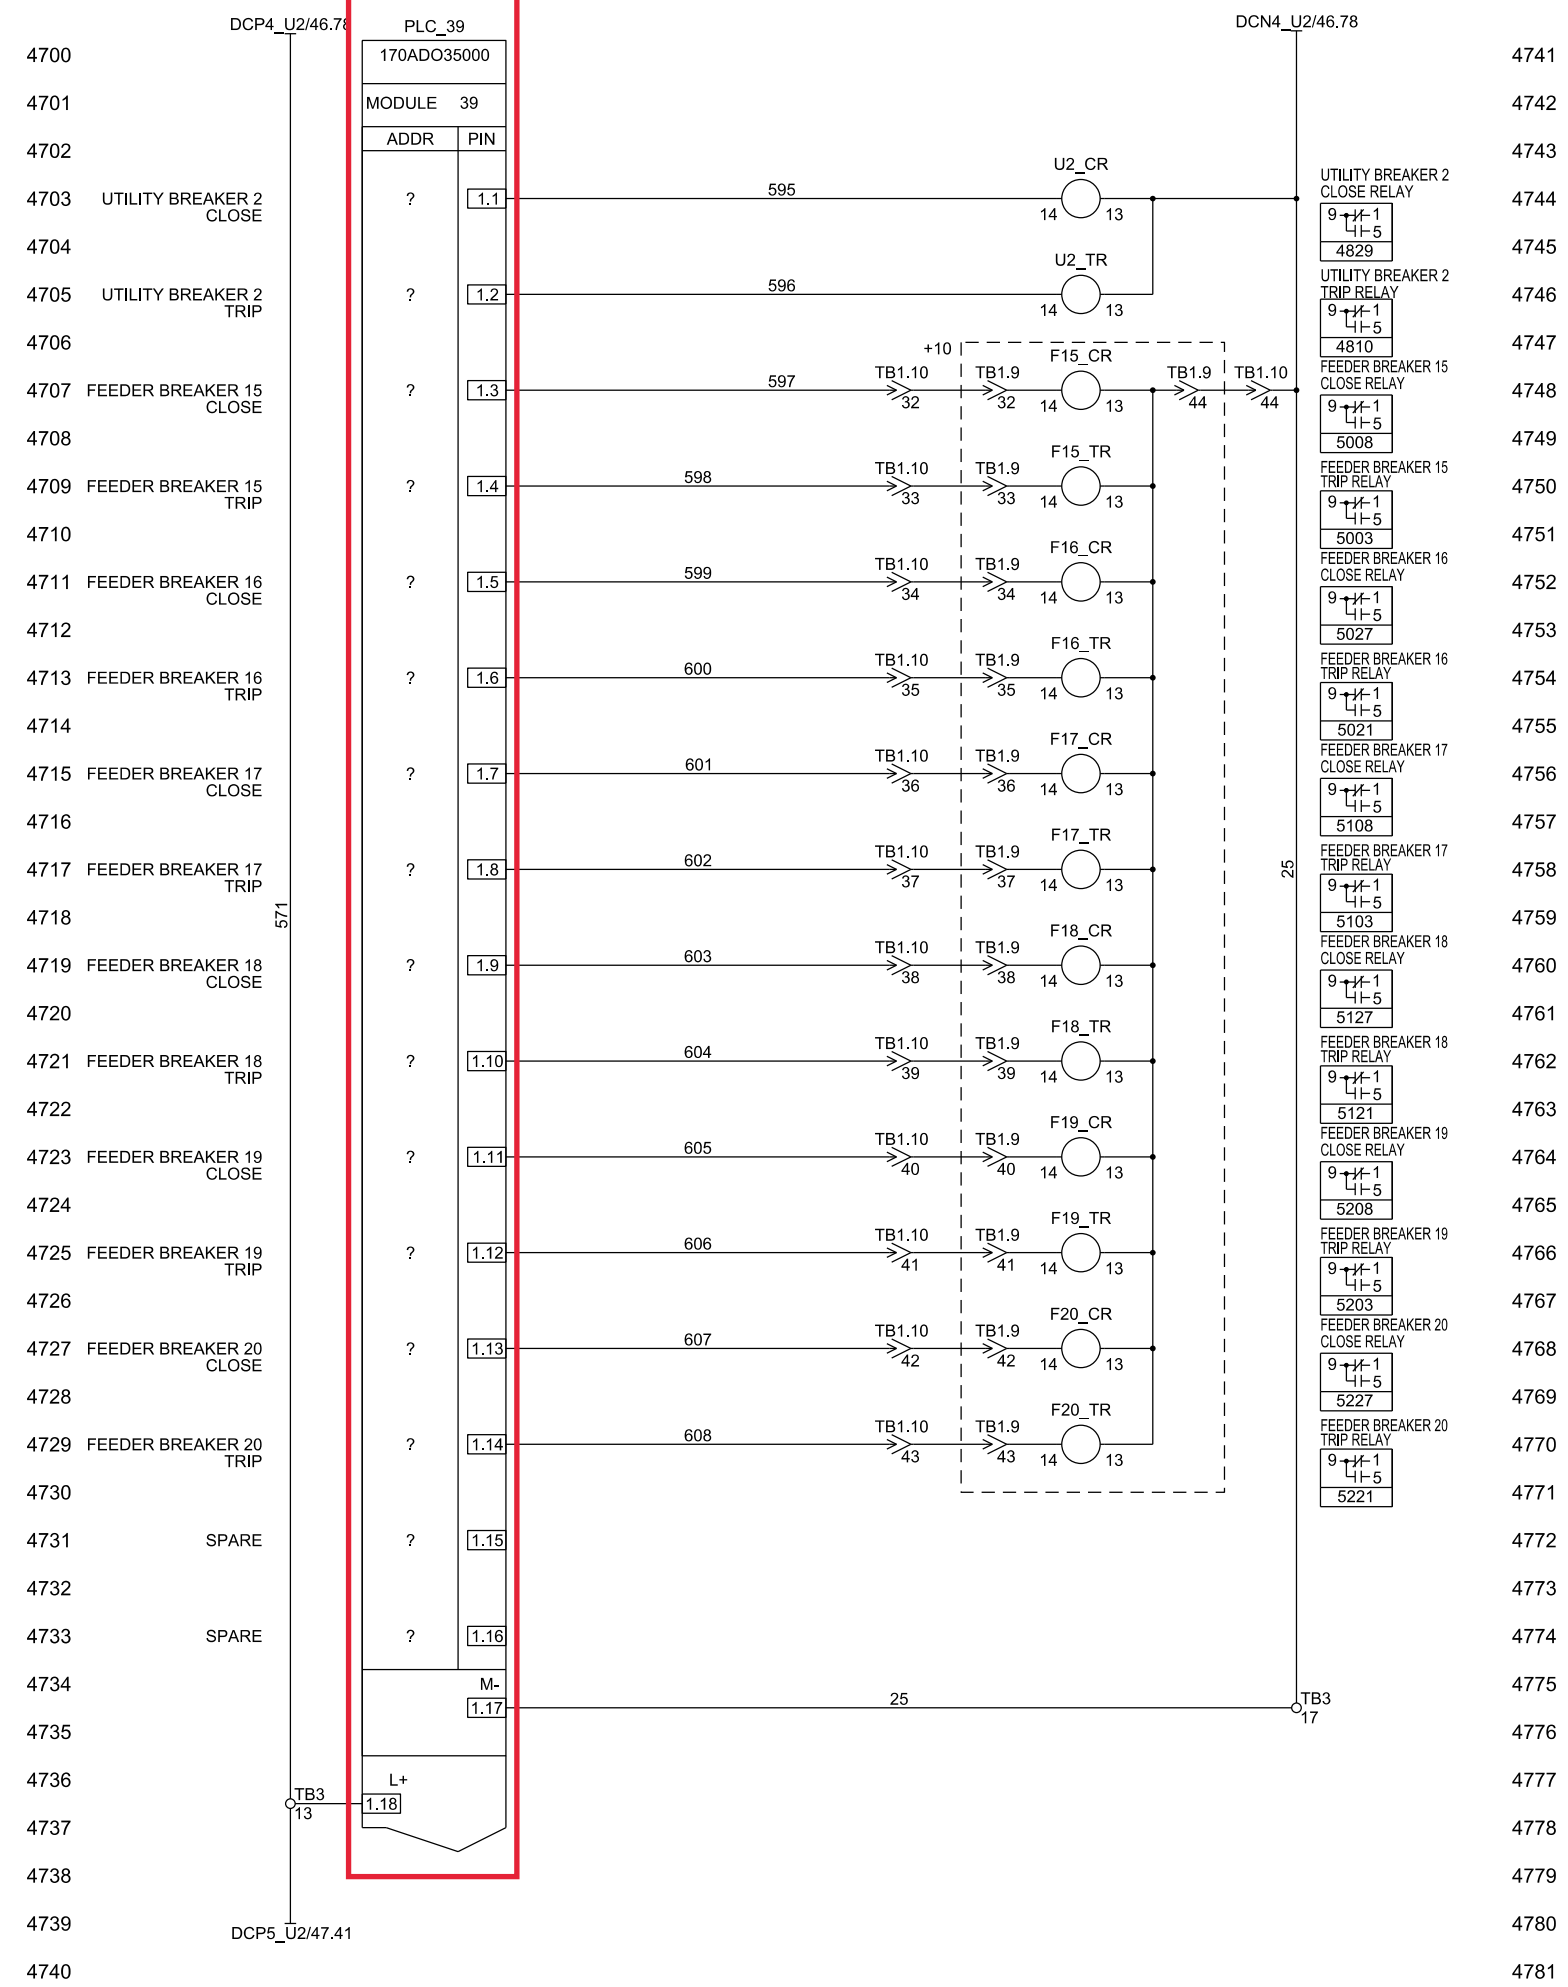 DCP4_U2/46.78
PLC_39
DCN4_U2/46.78
4700
170ADO35000
4741
4701
MODULE 39
4742
ADDR PIN
4702
4743
U2_CR
UTILITY BREAKER 2
CLOSE RELAY
4703 UTILITY BREAKER 2 ? 1.1 595 14 13 4744
CLOSE
9 1
5
4704 4829 4745
U2_TR
UTILITY BREAKER 2
TRIP RELAY
4705 UTILITY BREAKER 2 ? 1.2 596 14 13 4746
TRIP
9 1
5
4706 4810 4747
+10
F15_CR
FEEDER BREAKER 15
CLOSE RELAY
4707 FEEDER BREAKER 15 ? 1.3 597 TB1.10 32 TB1.9 32 14 13 TB1.9 44 TB1.10 44 4748
CLOSE
9 1
5
4708 5008 4749
F15_TR
FEEDER BREAKER 15
TRIP RELAY
4709 FEEDER BREAKER 15 ? 1.4 598 TB1.10 33 TB1.9 33 14 13 4750
TRIP
9 1
5
4710 5003 4751
F16_CR
FEEDER BREAKER 16
CLOSE RELAY
4711 FEEDER BREAKER 16 ? 1.5 599 TB1.10 34 TB1.9 34 14 13 4752
CLOSE
9 1
5
4712 5027 4753
F16_TR
FEEDER BREAKER 16
TRIP RELAY
4713 FEEDER BREAKER 16 ? 1.6 600 TB1.10 35 TB1.9 35 14 13 4754
TRIP
9 1
5
4714 5021 4755
F17_CR
FEEDER BREAKER 17
CLOSE RELAY
4715 FEEDER BREAKER 17 ? 1.7 601 TB1.10 36 TB1.9 36 14 13 4756
CLOSE
9 1
5
4716 5108 4757
F17_TR
FEEDER BREAKER 17
TRIP RELAY
4717 FEEDER BREAKER 17 ? 1.8 602 TB1.10 37 TB1.9 37 14 13 25 4758
TRIP
9 1
5
4718 571 5103 4759
F18_CR
FEEDER BREAKER 18
CLOSE RELAY
4719 FEEDER BREAKER 18 ? 1.9 603 TB1.10 38 TB1.9 38 14 13 4760
CLOSE
9 1
5
4720 5127 4761
F18_TR
FEEDER BREAKER 18
TRIP RELAY
4721 FEEDER BREAKER 18 ? 1.10 604 TB1.10 39 TB1.9 39 14 13 4762
TRIP
9 1
5
4722 5121 4763
F19_CR
FEEDER BREAKER 19
CLOSE RELAY
4723 FEEDER BREAKER 19 ? 1.11 605 TB1.10 40 TB1.9 40 14 13 4764
CLOSE
9 1
5
4724 5208 4765
F19_TR
FEEDER BREAKER 19
TRIP RELAY
4725 FEEDER BREAKER 19 ? 1.12 606 TB1.10 41 TB1.9 41 14 13 4766
TRIP
9 1
5
4726 5203 4767
F20_CR
FEEDER BREAKER 20
CLOSE RELAY
4727 FEEDER BREAKER 20 ? 1.13 607 TB1.10 42 TB1.9 42 14 13 4768
CLOSE
9 1
5
4728 5227 4769
F20_TR
FEEDER BREAKER 20
TRIP RELAY
4729 FEEDER BREAKER 20 ? 1.14 608 TB1.10 43 TB1.9 43 14 13 4770
TRIP
9 1
5
4730 5221 4771
4731 SPARE ? 1.15 4772
4732 4773
4733 SPARE ? 1.16 4774
4734 M- 4775
1.17 25 TB3
17
4735 4776
4736 L+ 4777
TB3 1.18
13
4737 4778
4738 4779
4739 4780
DCP5_U2/47.41
4740 4781